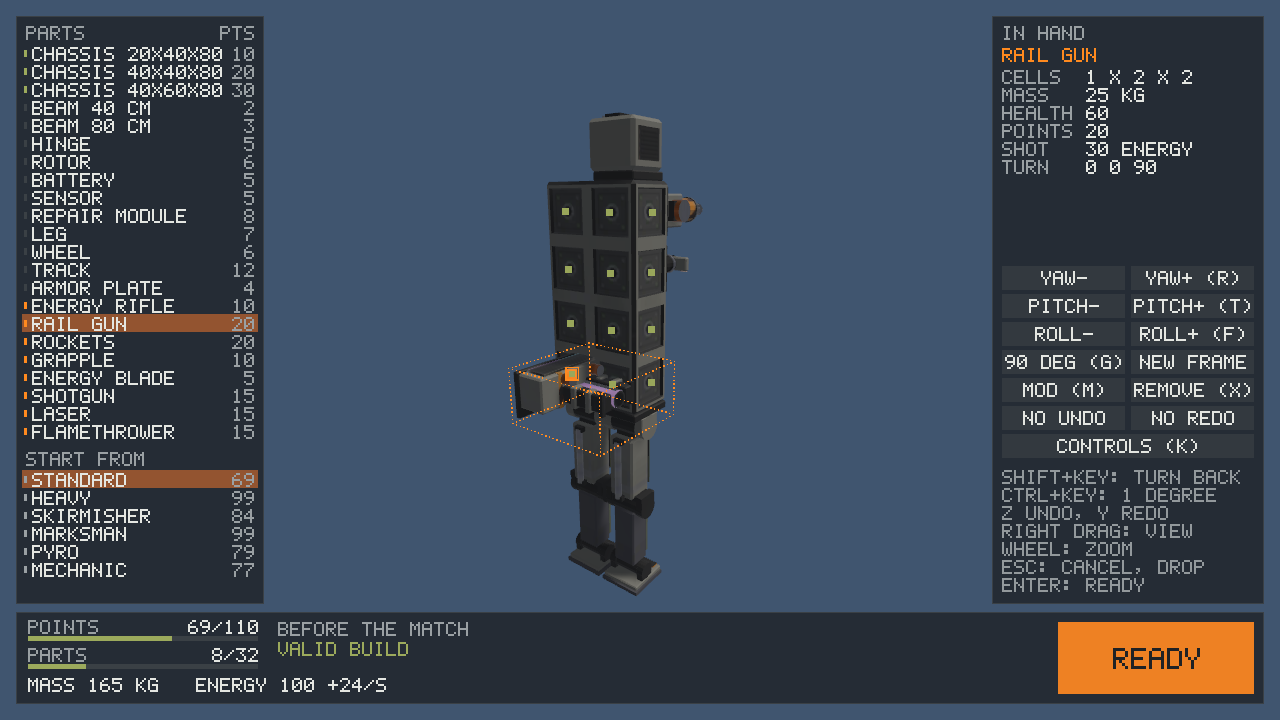 PARTS PTS
CHASSIS 20X40X80 10
CHASSIS 40X40X80 20
CHASSIS 40X60X80 30
BEAM 40 CM 2
BEAM 80 CM 3
HINGE 5
ROTOR 6
BATTERY 5
SENSOR 5
REPAIR MODULE 8
LEG 7
WHEEL 6
TRACK 12
ARMOR PLATE 4
ENERGY RIFLE 10
RAIL GUN 20
ROCKETS 20
GRAPPLE 10
ENERGY BLADE 5
SHOTGUN 15
LASER 15
FLAMETHROWER 15
START FROM
STANDARD 69
HEAVY 99
SKIRMISHER 84
MARKSMAN 99
PYRO 79
MECHANIC 77
IN HAND
RAIL GUN
CELLS 1 X 2 X 2
MASS 25 KG
HEALTH 60
POINTS 20
SHOT 30 ENERGY
TURN 0 0 90
YAW- YAW+ (R)
PITCH- PITCH+ (T)
ROLL- ROLL+ (F)
90 DEG (G) NEW FRAME
MOD (M) REMOVE (X)
NO UNDO NO REDO
CONTROLS (K)
SHIFT+KEY: TURN BACK
CTRL+KEY: 1 DEGREE
Z UNDO, Y REDO
RIGHT DRAG: VIEW
WHEEL: ZOOM
ESC: CANCEL, DROP
ENTER: READY
POINTS 69/110
PARTS 8/32
MASS 165 KG ENERGY 100 +24/S
BEFORE THE MATCH
VALID BUILD
READY